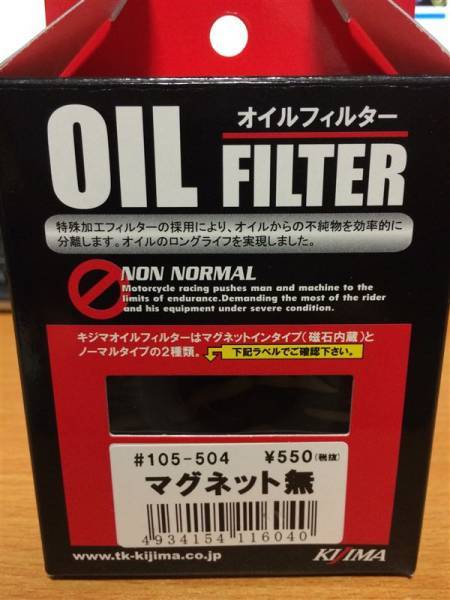 オイルフィルター
OIL FILTER
特殊加工フィルターの採用により、オイルからの不純物を効率的に
分離します。オイルのロングライフを実現しました。
NON NORMAL
Motorcycle racing pushes man and machine to the
limits of endurance.Demanding the most of the rider
and his equipment under severe condition.
キジマオイルフィルターはマグネットインタイプ（磁石内蔵）と
ノーマルタイプの2種類。下記ラベルでご確認下さい。
#105-504 ¥550(税抜)
マグネット無
4934154 116040
www.tk-kijima.co.jp KIJIMA